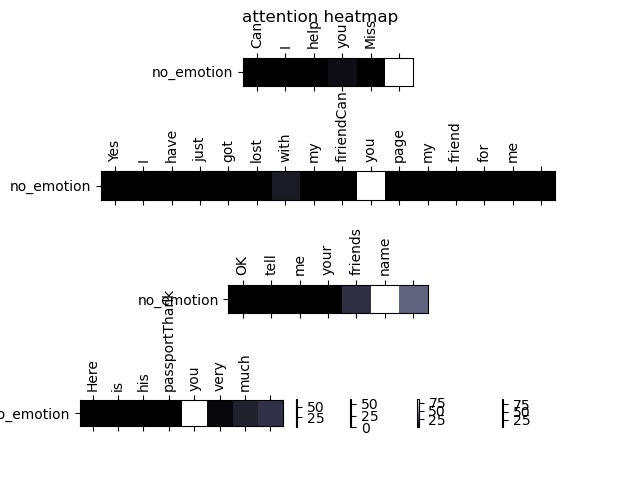 attention heatmap
Can I help you Miss
no_emotion
Yes I have just got lost with my firiendCan you page my friend for me
no_emotion
OK tell me your friends name
no_emotion
Here is his passportThank you very much
o_emotion
50 25
50 25 0
75 50 25
75 50 25